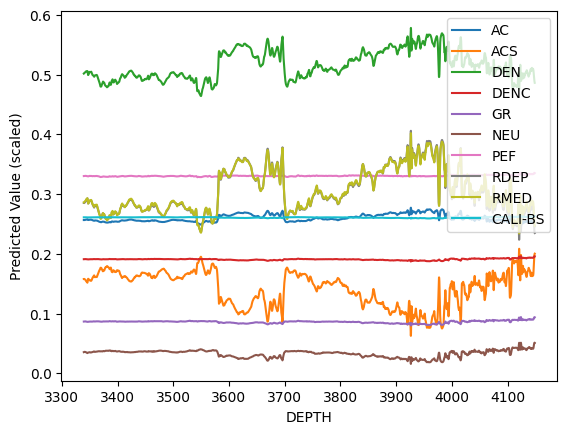 0.6
0.5
0.4
0.3
0.2
0.1
0.0
Predicted Value (scaled)
3300 3400 3500 3600 3700 3800 3900 4000 4100
DEPTH
AC
ACS
DEN
DENC
GR
NEU
PEF
RDEP
RMED
CALI-BS